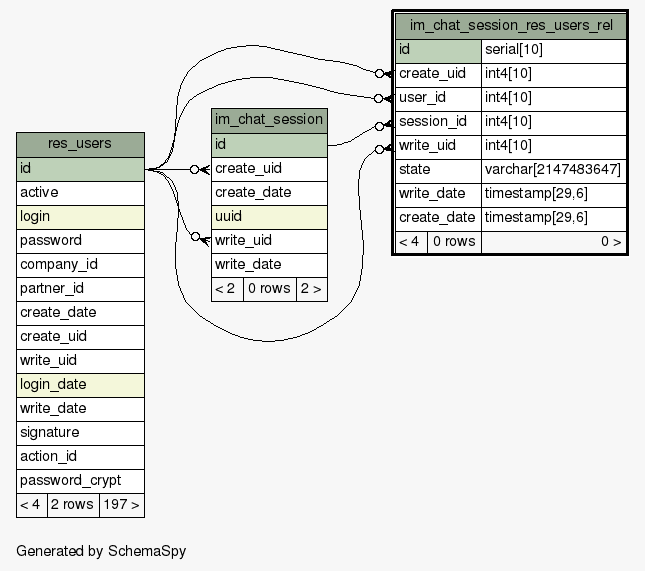 im_chat_session_res_users_rel
id serial[10]
create_uid int4[10]
user_id int4[10]
session_id int4[10]
write_uid int4[10]
state varchar[2147483647]
write_date timestamp[29,6]
create_date timestamp[29,6]
< 4 0 rows 0 >
im_chat_session
id
create_uid
create_date
uuid
write_uid
write_date
< 2 0 rows 2 >
res_users
id
active
login
password
company_id
partner_id
create_date
create_uid
write_uid
login_date
write_date
signature
action_id
password_crypt
< 4 2 rows 197 >
Generated by SchemaSpy